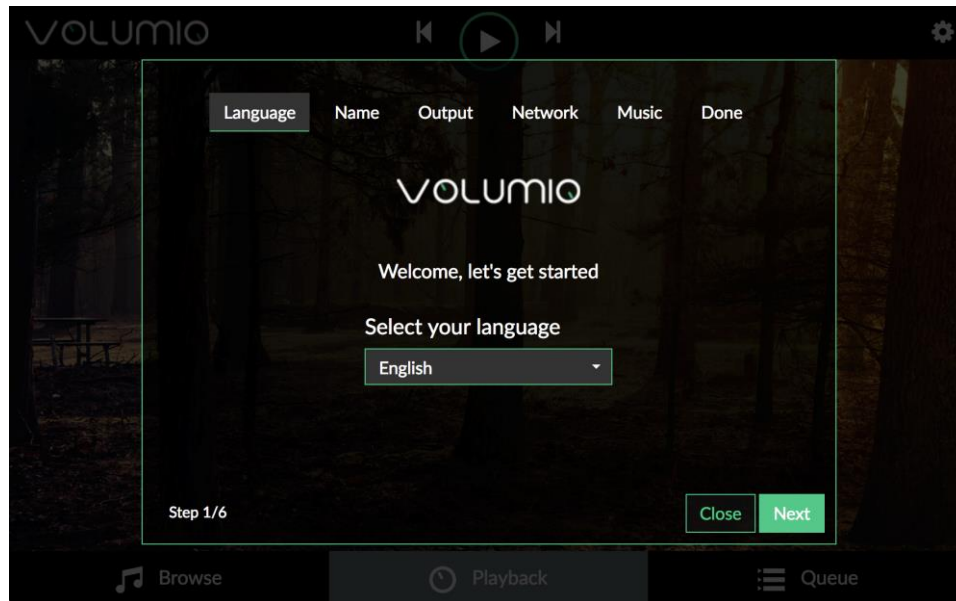 VOLUMIO
Language Name Output Network Music Done
VOLUMIO
Welcome, let's get started
Select your language
English
Step 1/6 Close Next
Browse Playback Queue